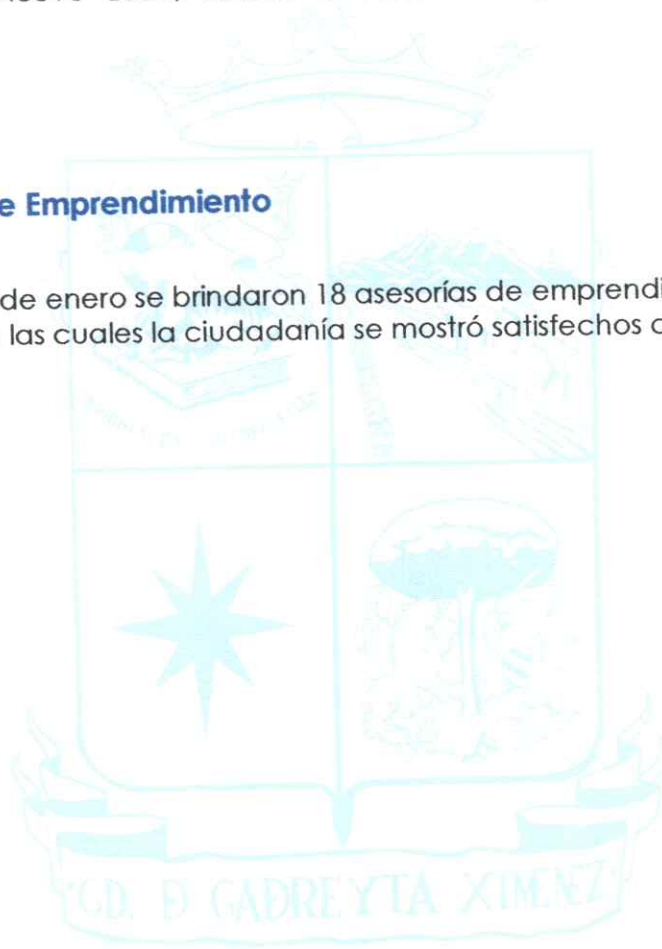 e Emprendimiento
de enero se brindaron 18 asesorías de emprendi
las cuales la ciudadanía se mostró satisfechos
CD. D CADREYTA XIMENEZ